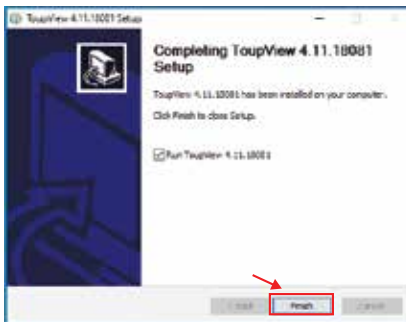 ToupView 4.11.18081 Setup
Completing ToupView 4.11.18081
Setup
ToupView 4.11.18081 has been installed on your computer.
Click Finish to close Setup.
Run ToupView 4.11.18081
< Back
Finish
Cancel